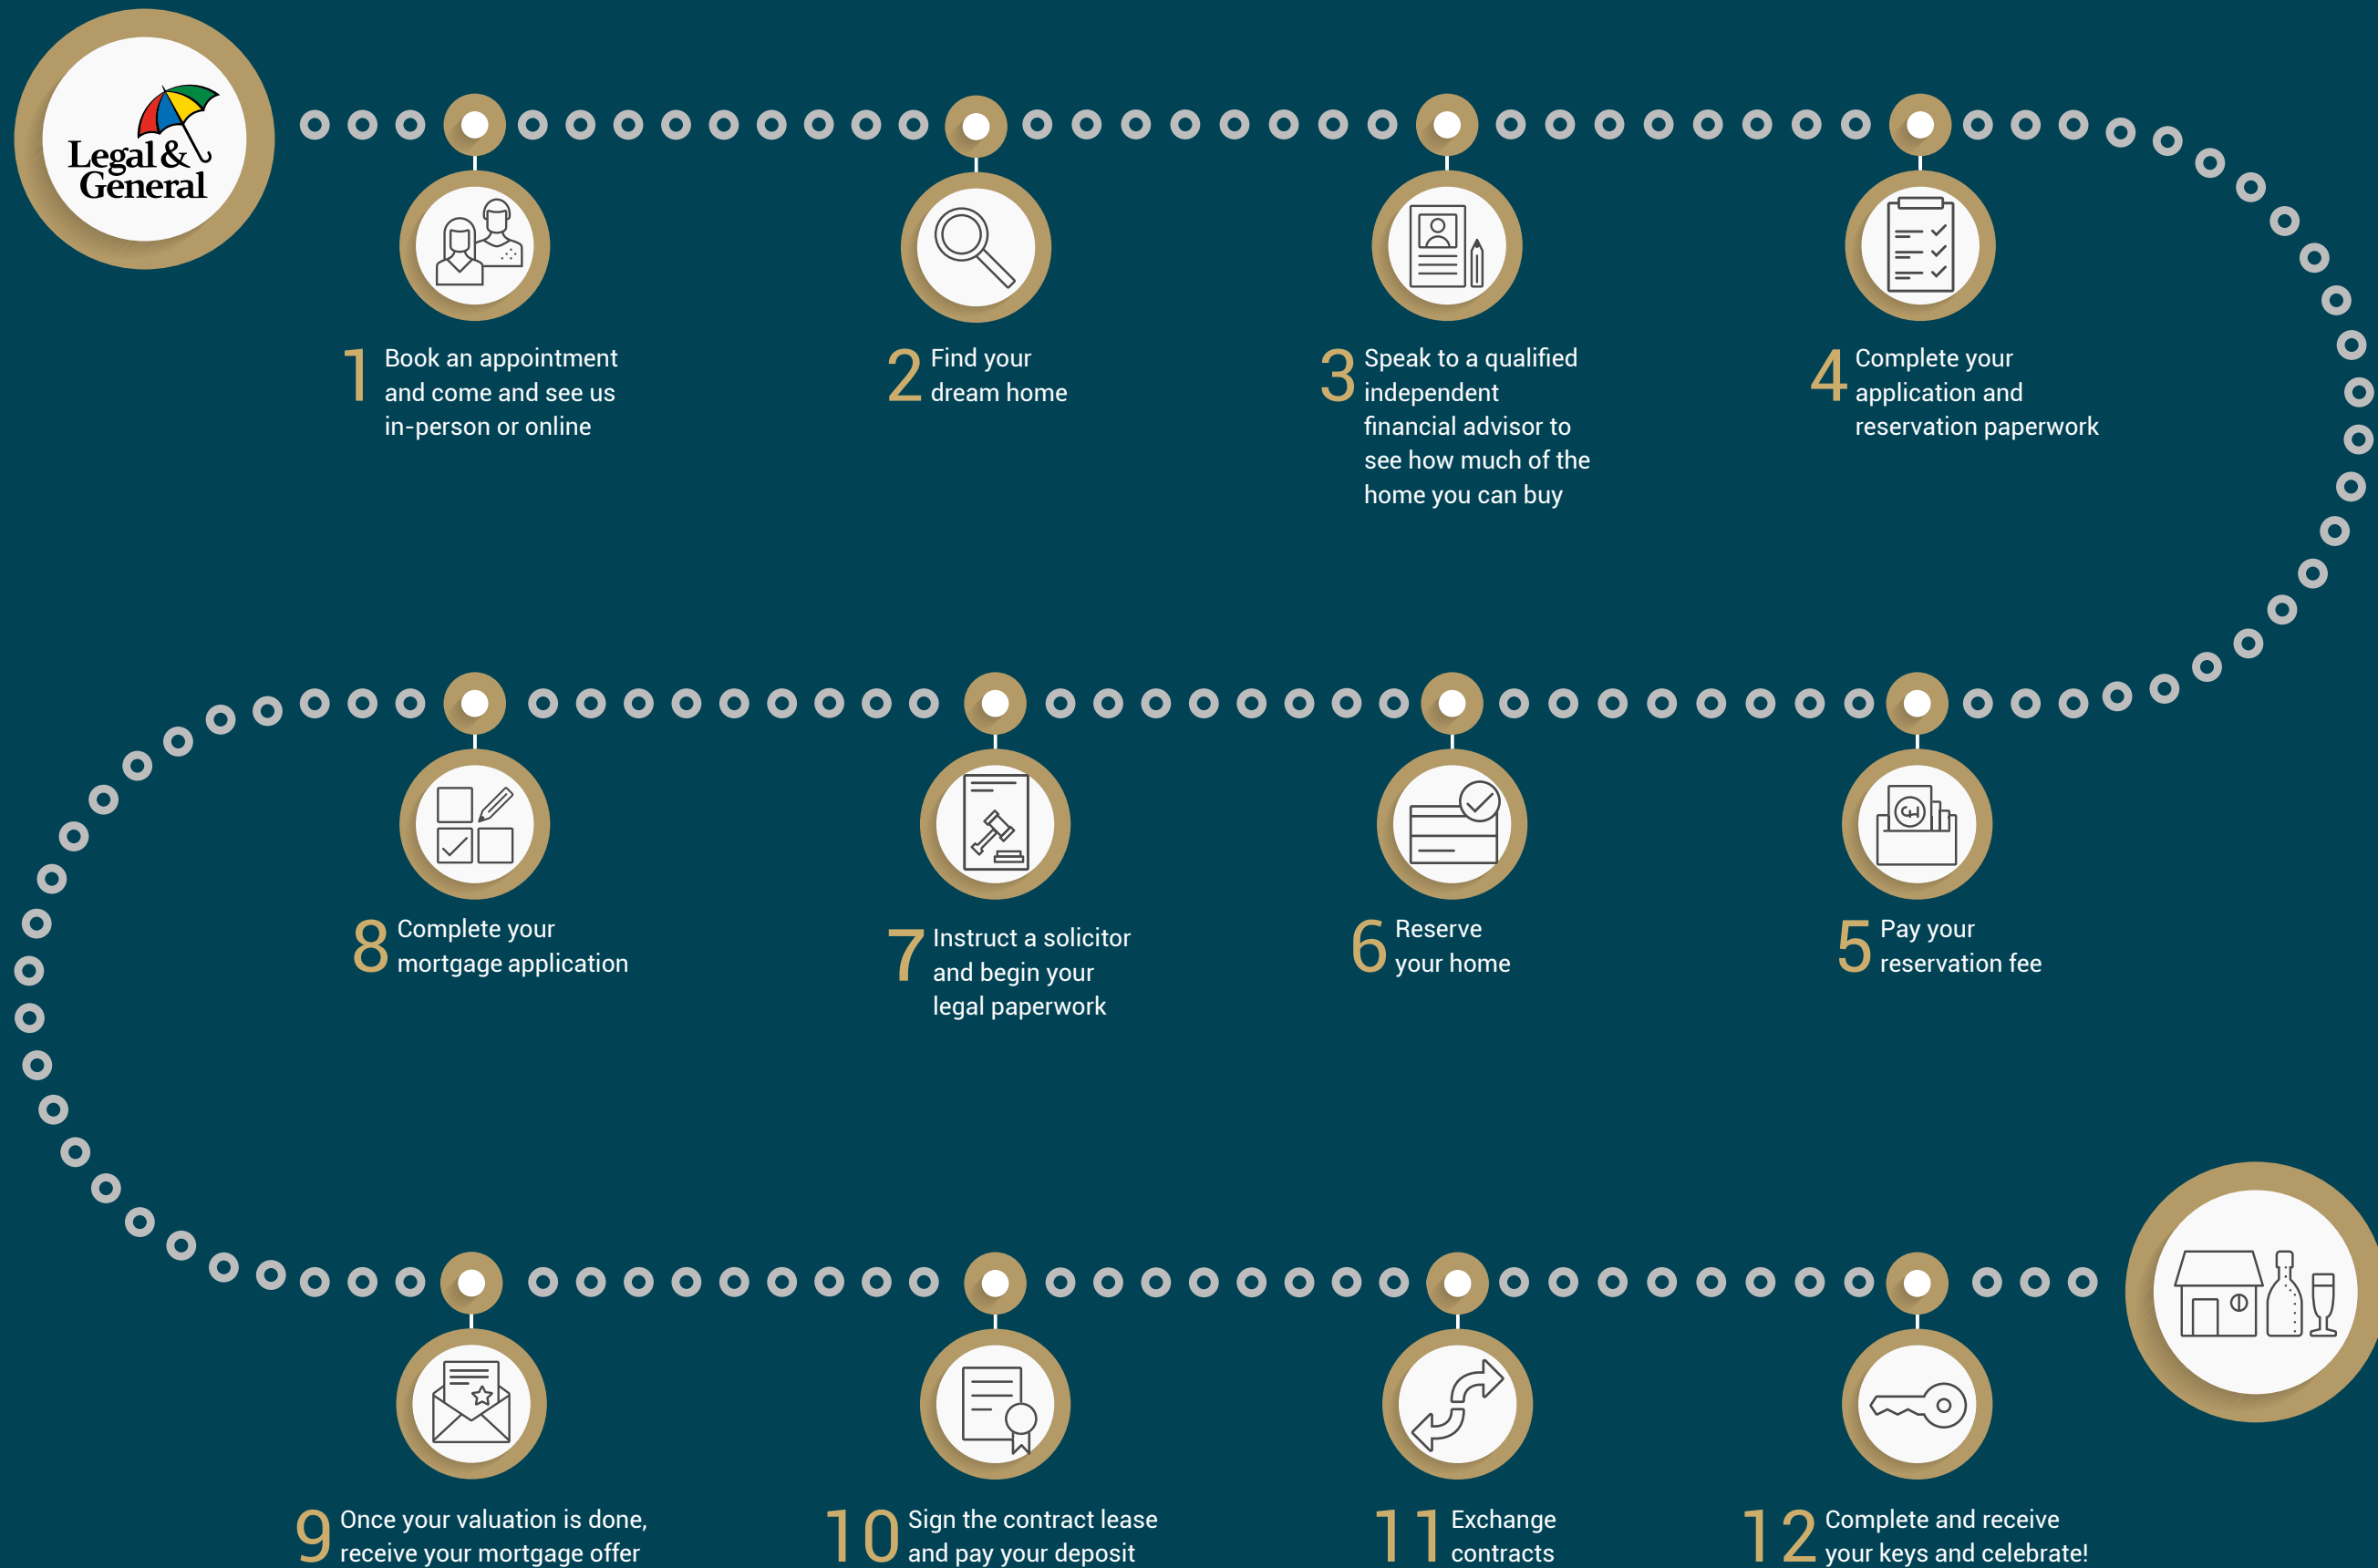 Legal &
General
1 Book an appointment
and come and see us
in-person or online
2 Find your
dream home
3 Speak to a qualified
independent
financial advisor to
see how much of the
home you can buy
4 Complete your
application and
reservation paperwork
5 Pay your
reservation fee
6 Reserve
your home
7 Instruct a solicitor
and begin your
legal paperwork
8 Complete your
mortgage application
9 Once your valuation is done,
receive your mortgage offer
10 Sign the contract lease
and pay your deposit
11 Exchange
contracts
12 Complete and receive
your keys and celebrate!